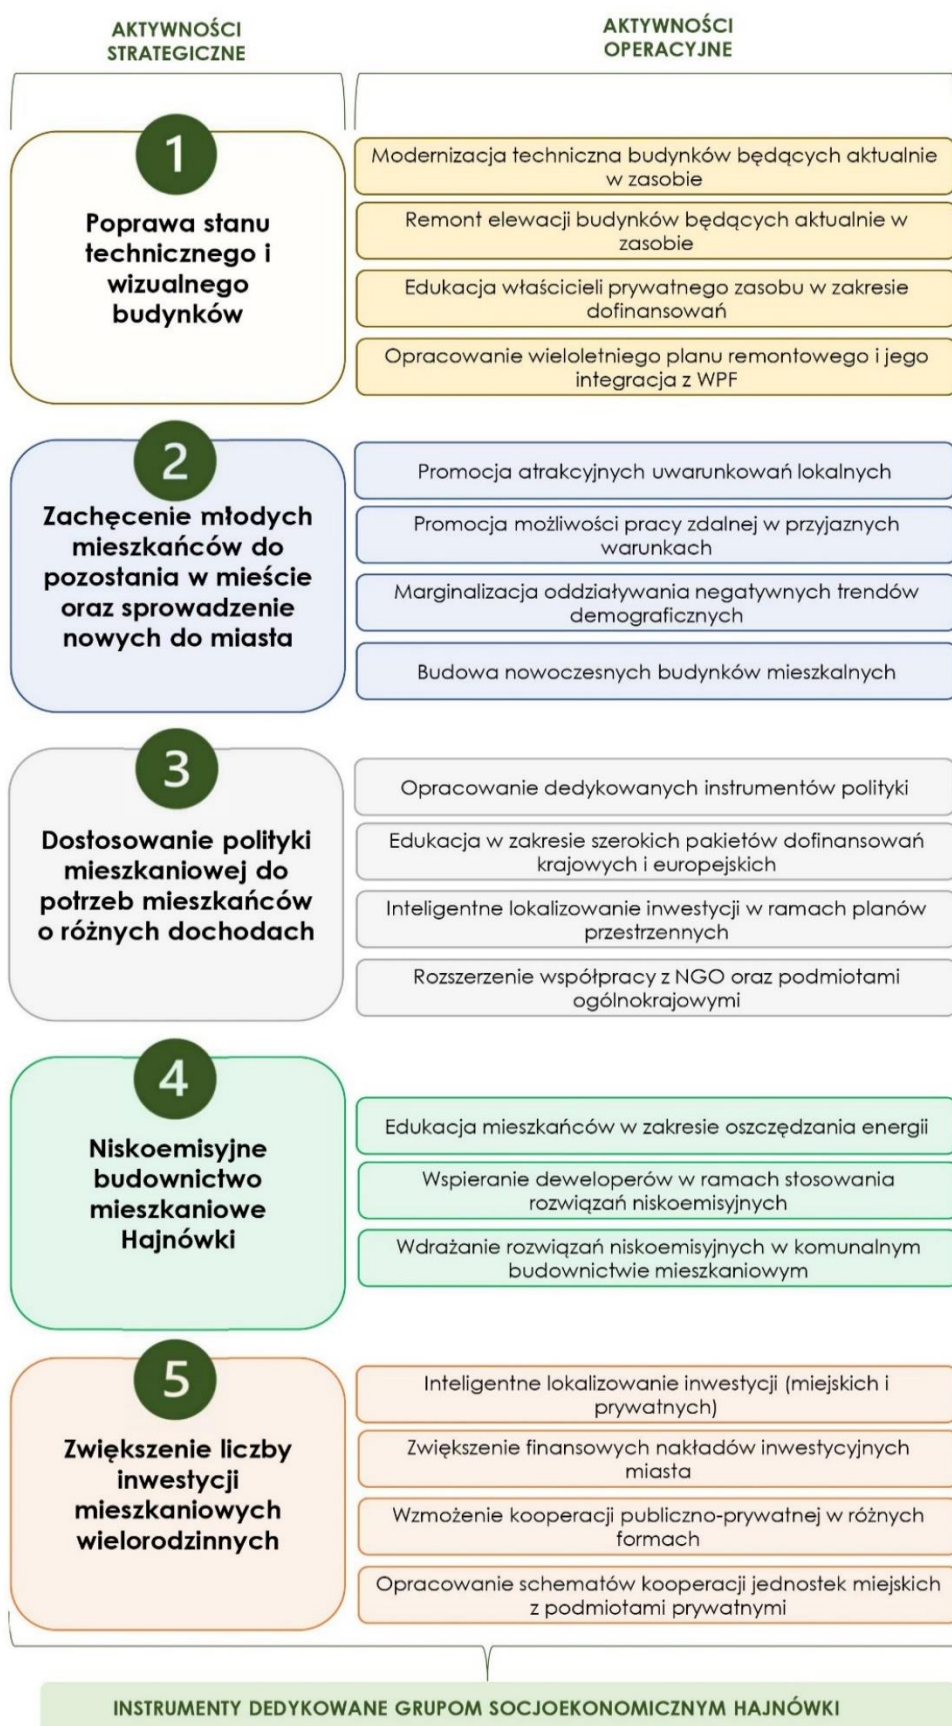 AKTYWNOŚCI
STRATEGICZNE
AKTYWNOŚCI
OPERACYJNE
1
Poprawa stanu
technicznego i
wizualnego
budynków
Modernizacja techniczna budynków będących aktualnie
w zasobie
Remont elewacji budynków będących aktualnie w
zasobie
Edukacja właścicieli prywatnego zasobu w zakresie
dofinansowań
Opracowanie wieloletniego planu remontowego i jego
integracja z WPF
2
Zachęcenie młodych
mieszkańców do
pozostania w mieście
oraz sprowadzenie
nowych do miasta
Promocja atrakcyjnych uwarunkowań lokalnych
Promocja możliwości pracy zdalnej w przyjaznych
warunkach
Marginalizacja oddziaływania negatywnych trendów
demograficznych
Budowa nowoczesnych budynków mieszkalnych
3
Dostosowanie polityki
mieszkaniowej do
potrzeb mieszkańców
o różnych dochodach
Opracowanie dedykowanych instrumentów polityki
Edukacja w zakresie szerokich pakietów dofinansowań
krajowych i europejskich
Inteligentne lokalizowanie inwestycji w ramach planów
przestrzennych
Rozszerzenie współpracy z NGO oraz podmiotami
ogólnokrajowymi
4
Niskoemisyjne
budownictwo
mieszkaniowe
Hajnówki
Edukacja mieszkańców w zakresie oszczędzania energii
Wspieranie deweloperów w ramach stosowania
rozwiązań niskoemisyjnych
Wdrażanie rozwiązań niskoemisyjnych w komunalnym
budownictwie mieszkaniowym
5
Zwiększenie liczby
inwestycji
mieszkaniowych
wielorodzinnych
Inteligentne lokalizowanie inwestycji (miejskich i
prywatnych)
Zwiększenie finansowych nakładów inwestycyjnych
miasta
Wzmożenie kooperacji publiczno-prywatnej w różnych
formach
Opracowanie schematów kooperacji jednostek miejskich
z podmiotami prywatnymi
INSTRUMENTY DEDYKOWANE GRUPOM SOCJOEKONOMICZNYM HAJNÓWKI